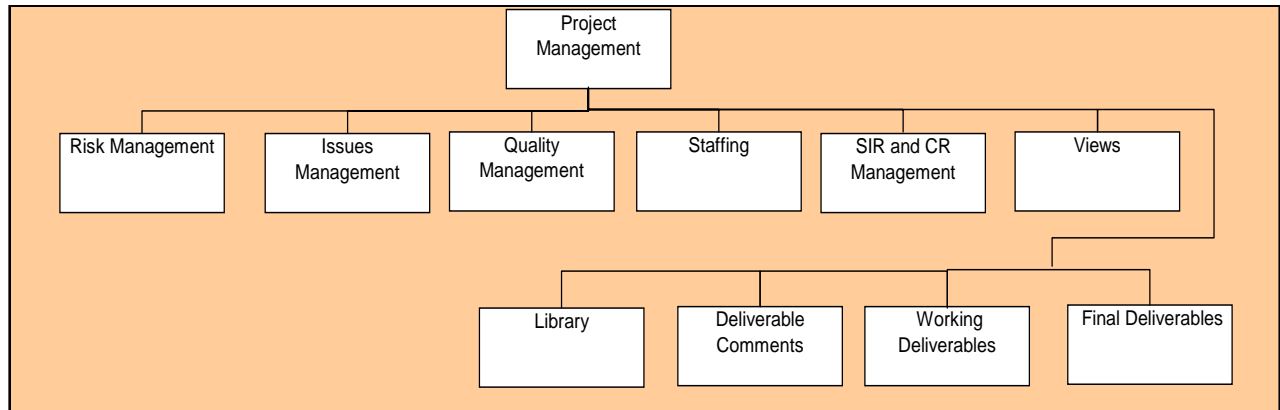 Project
Management
Risk Management
Issues
Management
Quality
Management
Staffing
SIR and CR
Management
Views
Library
Deliverable
Comments
Working
Deliverables
Final Deliverables